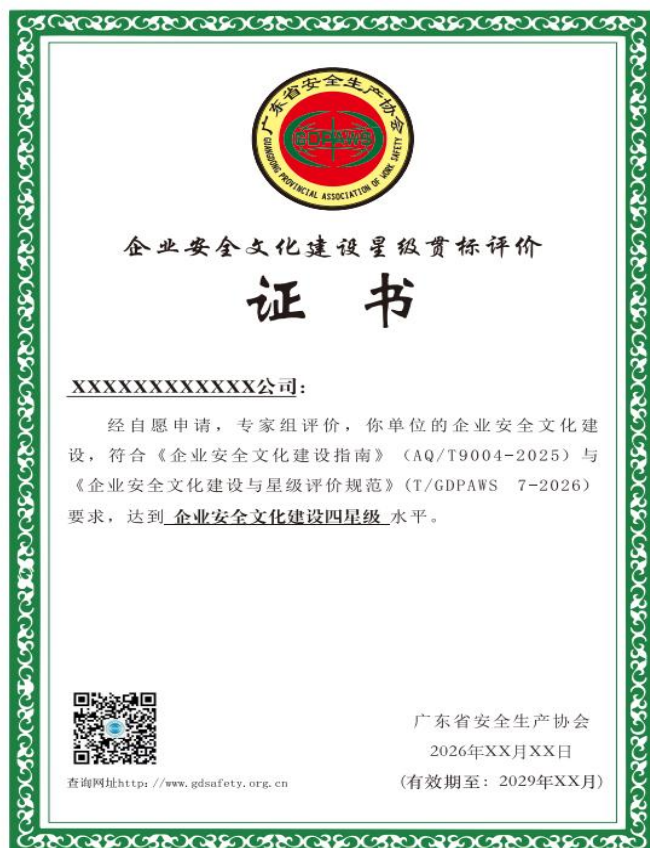 广东省安全生产协会
GDPAWS
GUANGDONG PROVINCIAL ASSOCIATION OF WORK SAFETY
企业安全文化建设星级贯标评价
证 书
XXXXXXXXXXXX公司：
经自愿申请，专家组评价，你单位的企业安全文化建
设，符合《企业安全文化建设指南》（AQ/T9004-2025）与
《企业安全文化建设与星级评价规范》(T/GDPAWS 7-2026)
要求，达到 企业安全文化建设四星级 水平。
广东省安全生产协会
2026年XX月XX日
查询网址http://www.gdsafety.org.cn
(有效期至：2029年XX月)